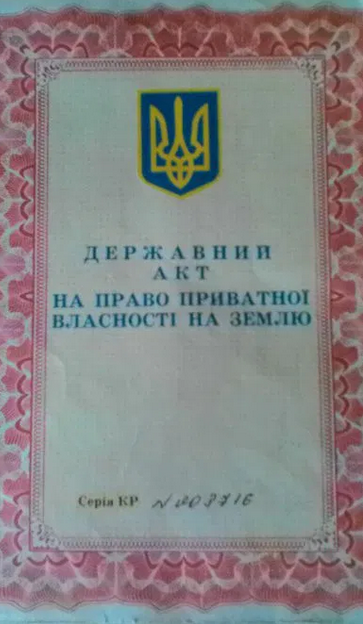 ДЕРЖАВНИЙ
АКТ
НА ПРАВО ПРИВАТНОЇ
ВЛАСНОСТІ НА ЗЕМЛЮ
Серія КР